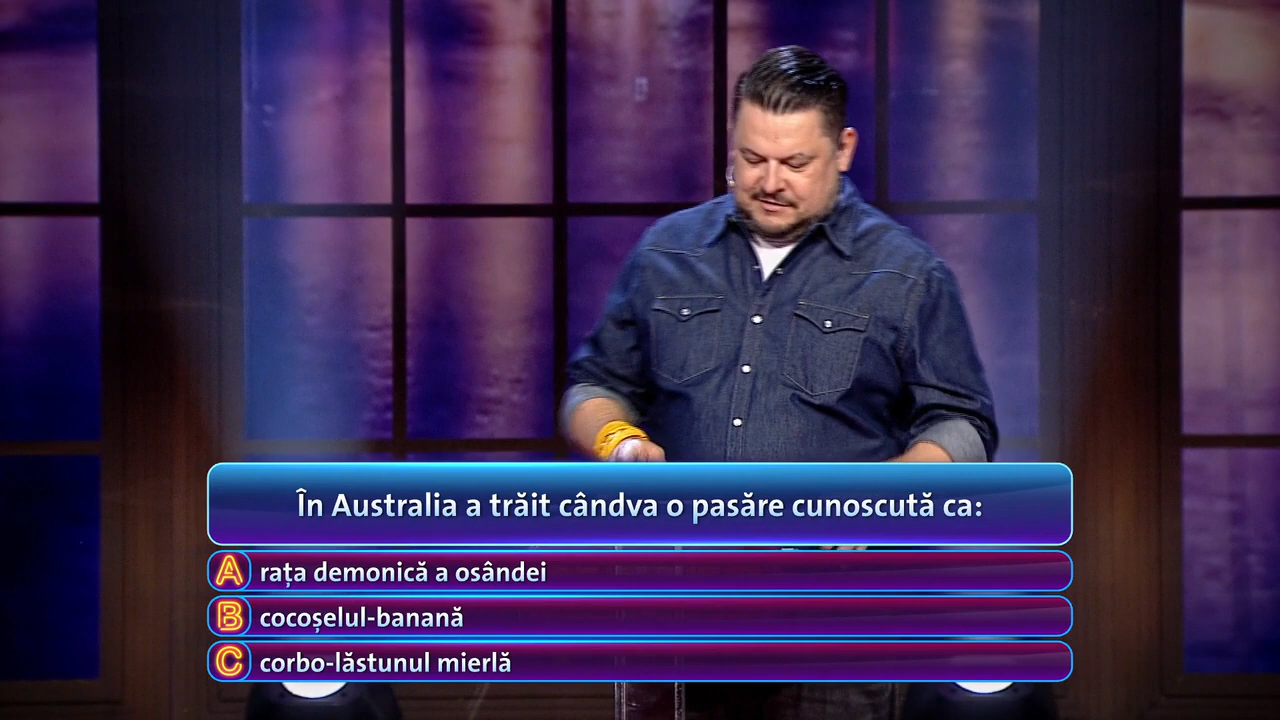 În Australia a trăit cândva o pasăre cunoscută ca:
A rața demonică a osândei
B cocoșelul-banană
C corbo-lăstunul mierlă